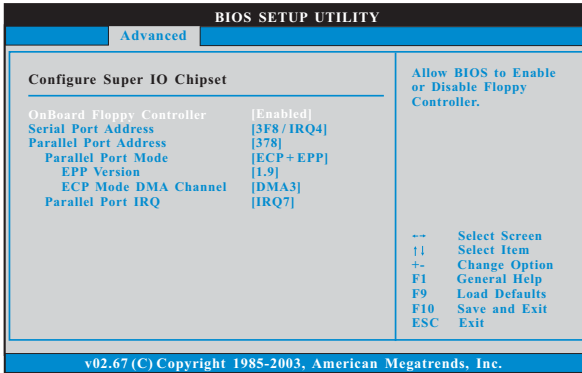 BIOS SETUP UTILITY
Advanced
Configure Super IO Chipset
OnBoard Floppy Controller [Enabled]
Serial Port Address [3F8 / IRQ4]
Parallel Port Address [378]
Parallel Port Mode [ECP + EPP]
EPP Version [1.9]
ECP Mode DMA Channel [DMA3]
Parallel Port IRQ [IRQ7]
Allow BIOS to Enable
or Disable Floppy
Controller.
↔ Select Screen
↑↓ Select Item
+- Change Option
F1 General Help
F9 Load Defaults
F10 Save and Exit
ESC Exit
v02.67 (C) Copyright 1985-2003, American Megatrends, Inc.